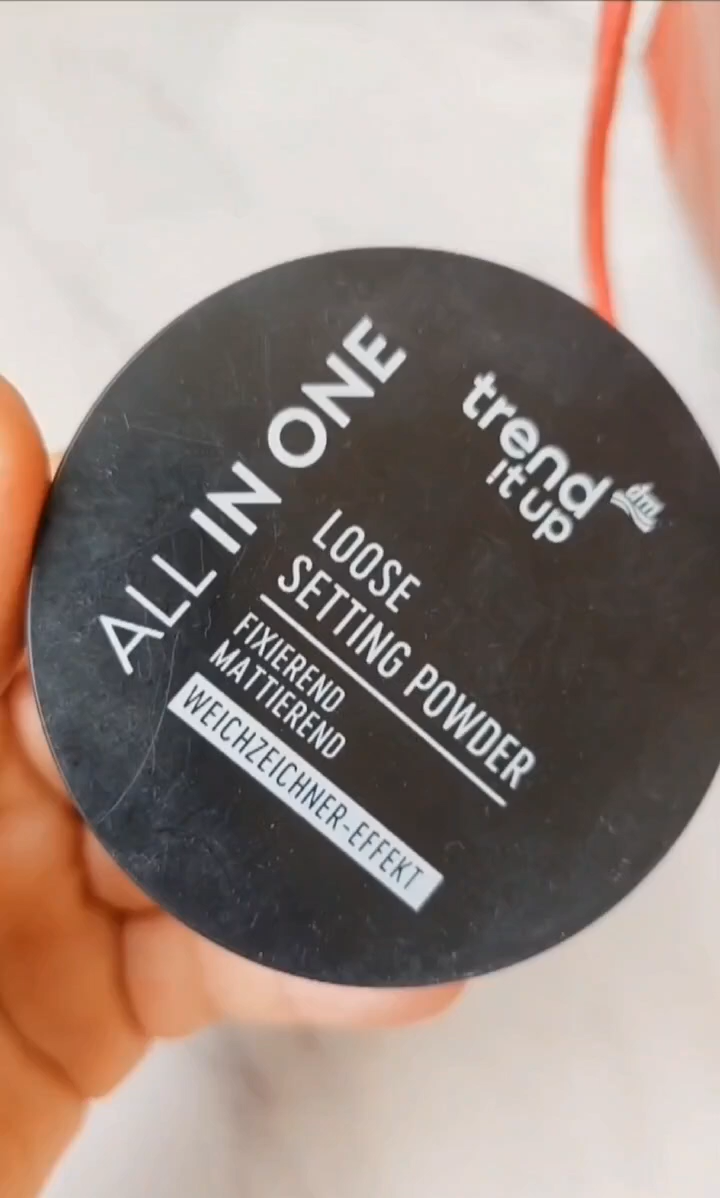 ALL IN ONE
trend
it up
dm
LOOSE
SETTING POWDER
FIXIEREND
MATTIEREND
WEICHZEICHNER-EFFEKT